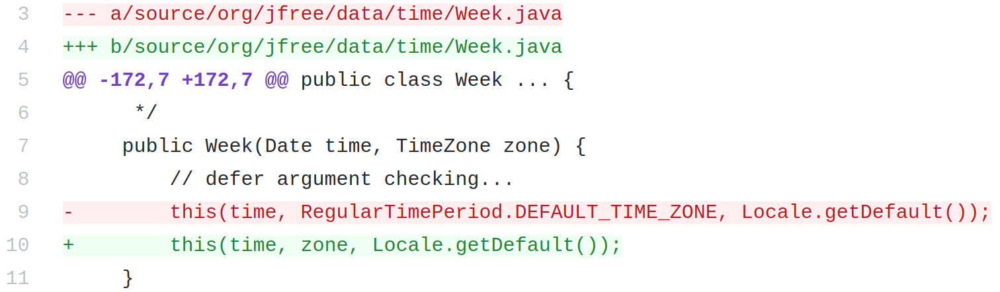 3 --- a/source/org/jfree/data/time/Week.java
4 +++ b/source/org/jfree/data/time/Week.java
5 @@ -172,7 +172,7 @@ public class Week ... {
6       */
7      public Week(Date time, TimeZone zone) {
8          // defer argument checking...
9 -        this(time, RegularTimePeriod.DEFAULT_TIME_ZONE, Locale.getDefault());
10 +        this(time, zone, Locale.getDefault());
11      }